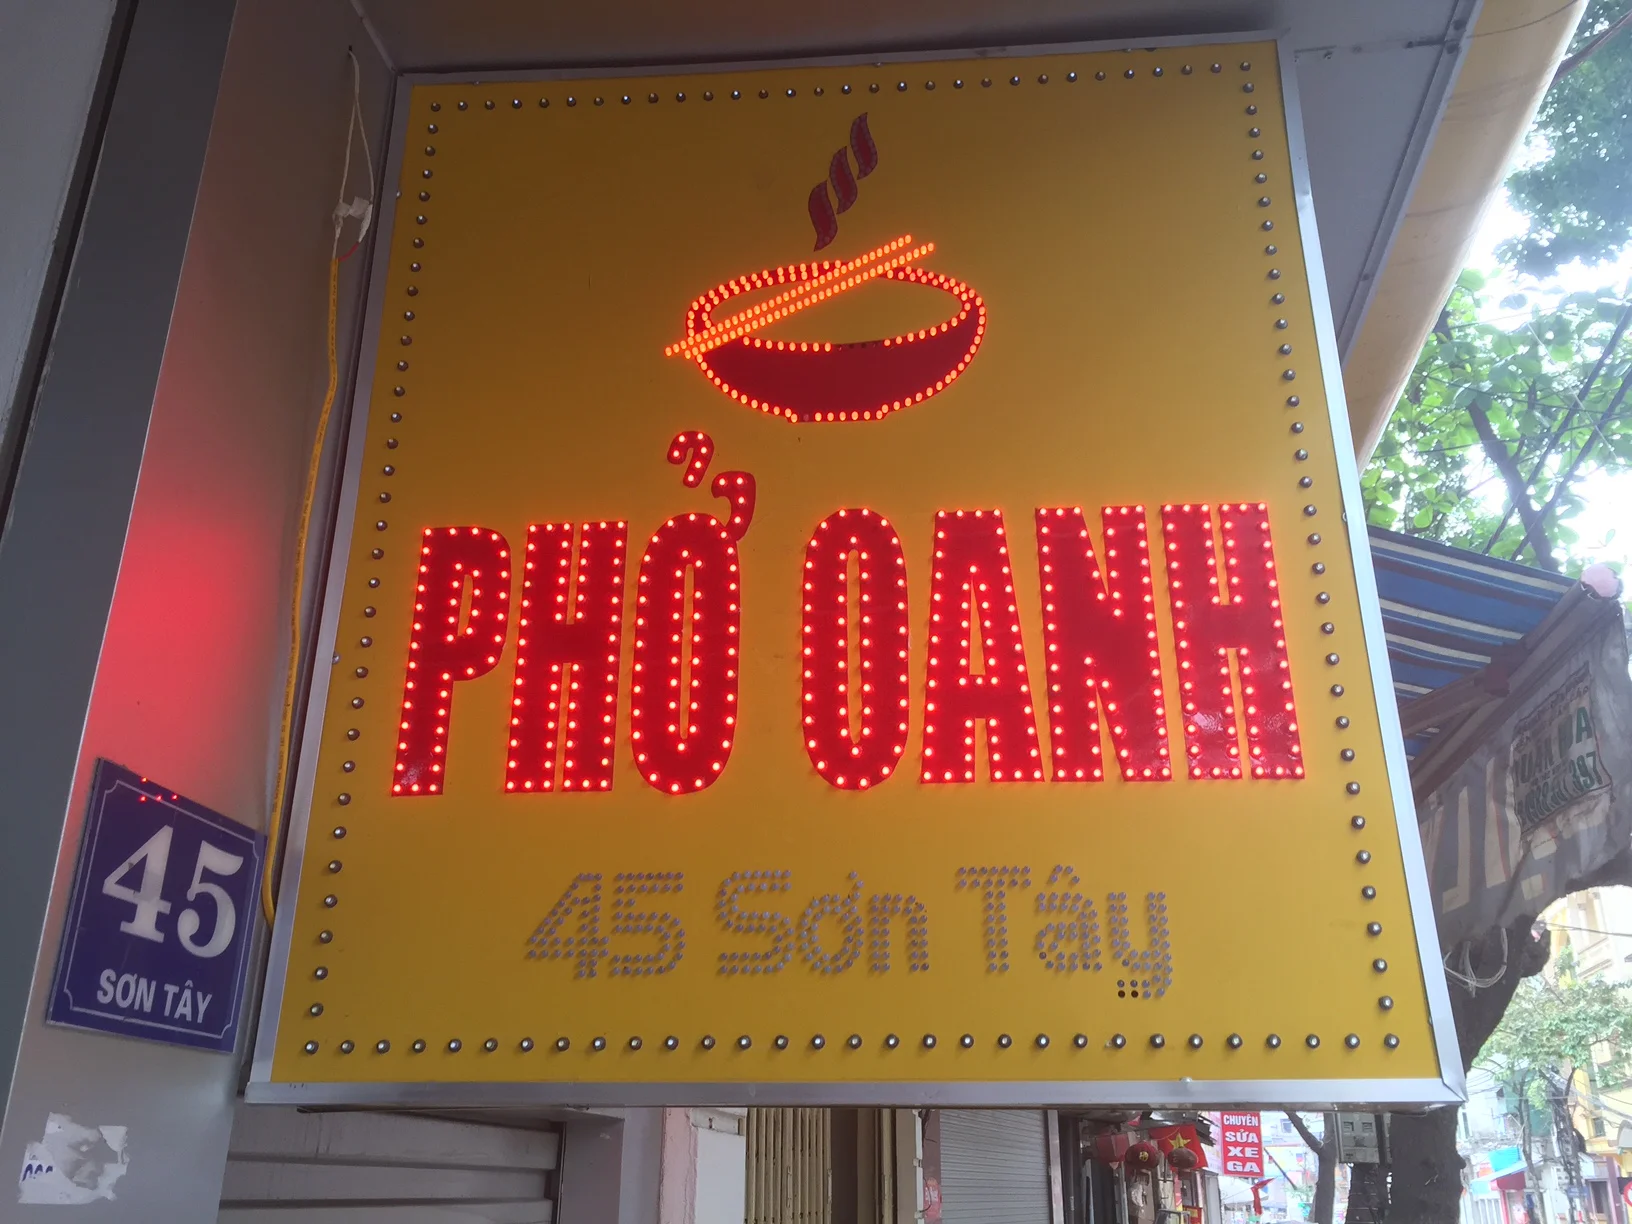 PHỞ OANH
45 Sơn Tây
45
SƠN TÂY
CHUYÊN
SỬA
XE
GA